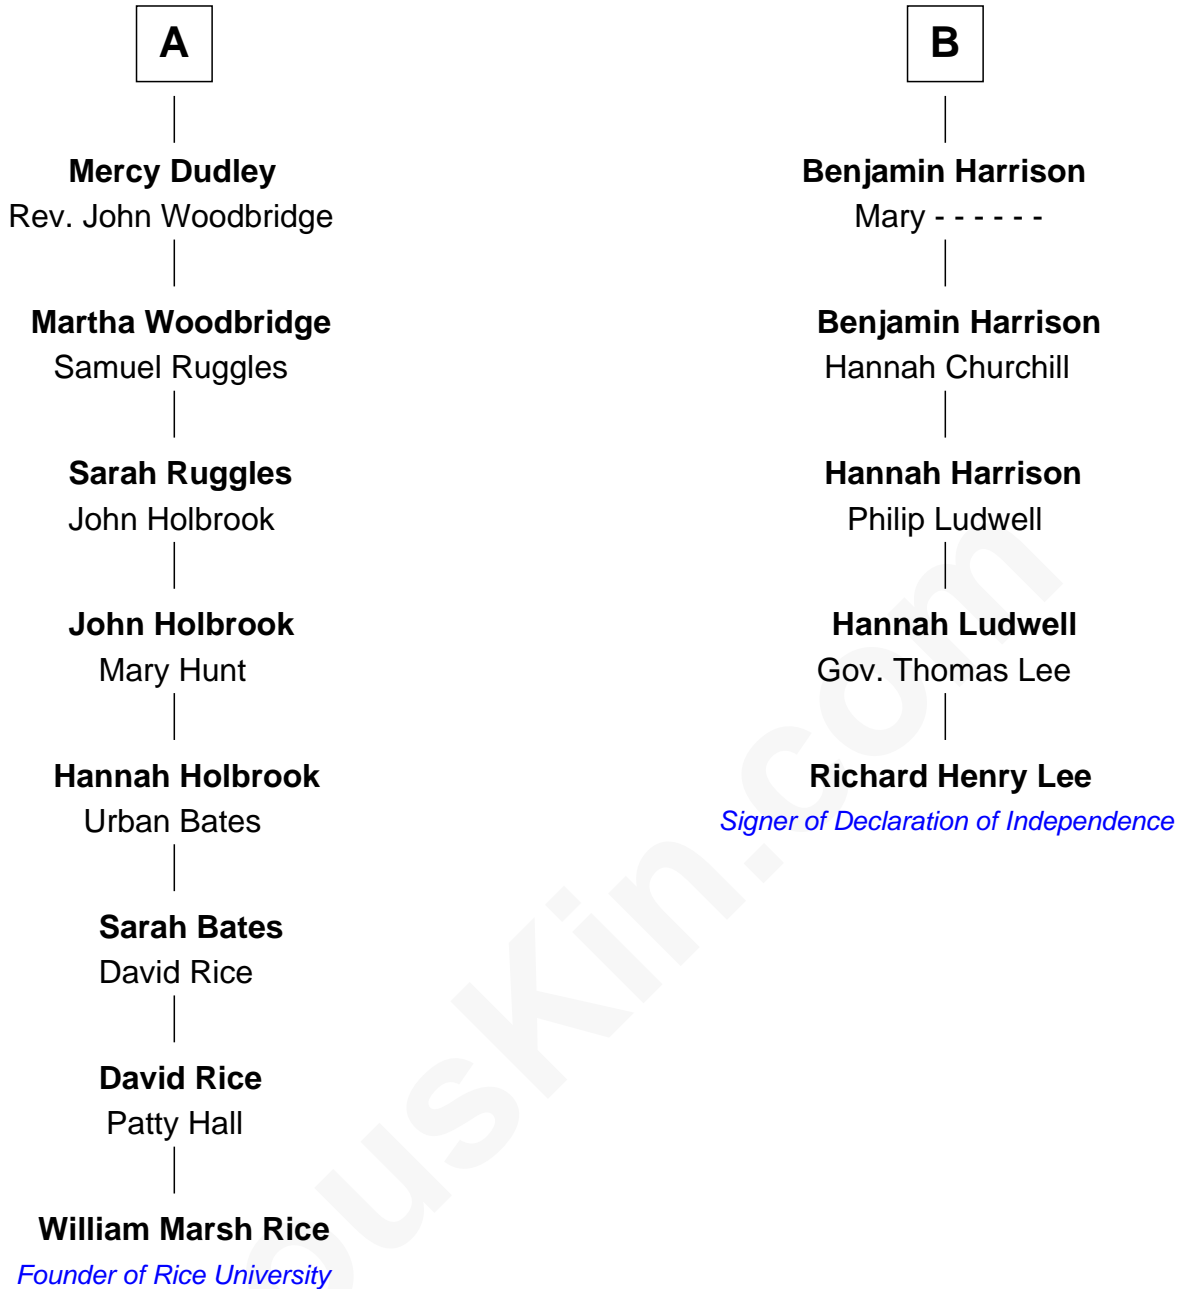 A
Mercy Dudley
Rev. John Woodbridge
Martha Woodbridge
Samuel Ruggles
Sarah Ruggles
John Holbrook
John Holbrook
Mary Hunt
Hannah Holbrook
Urban Bates
Sarah Bates
David Rice
David Rice
Patty Hall
William Marsh Rice
Founder of Rice University
B
Benjamin Harrison
Mary - - - - - -
Benjamin Harrison
Hannah Churchill
Hannah Harrison
Philip Ludwell
Hannah Ludwell
Gov. Thomas Lee
Richard Henry Lee
Signer of Declaration of Independence
ousKin.com